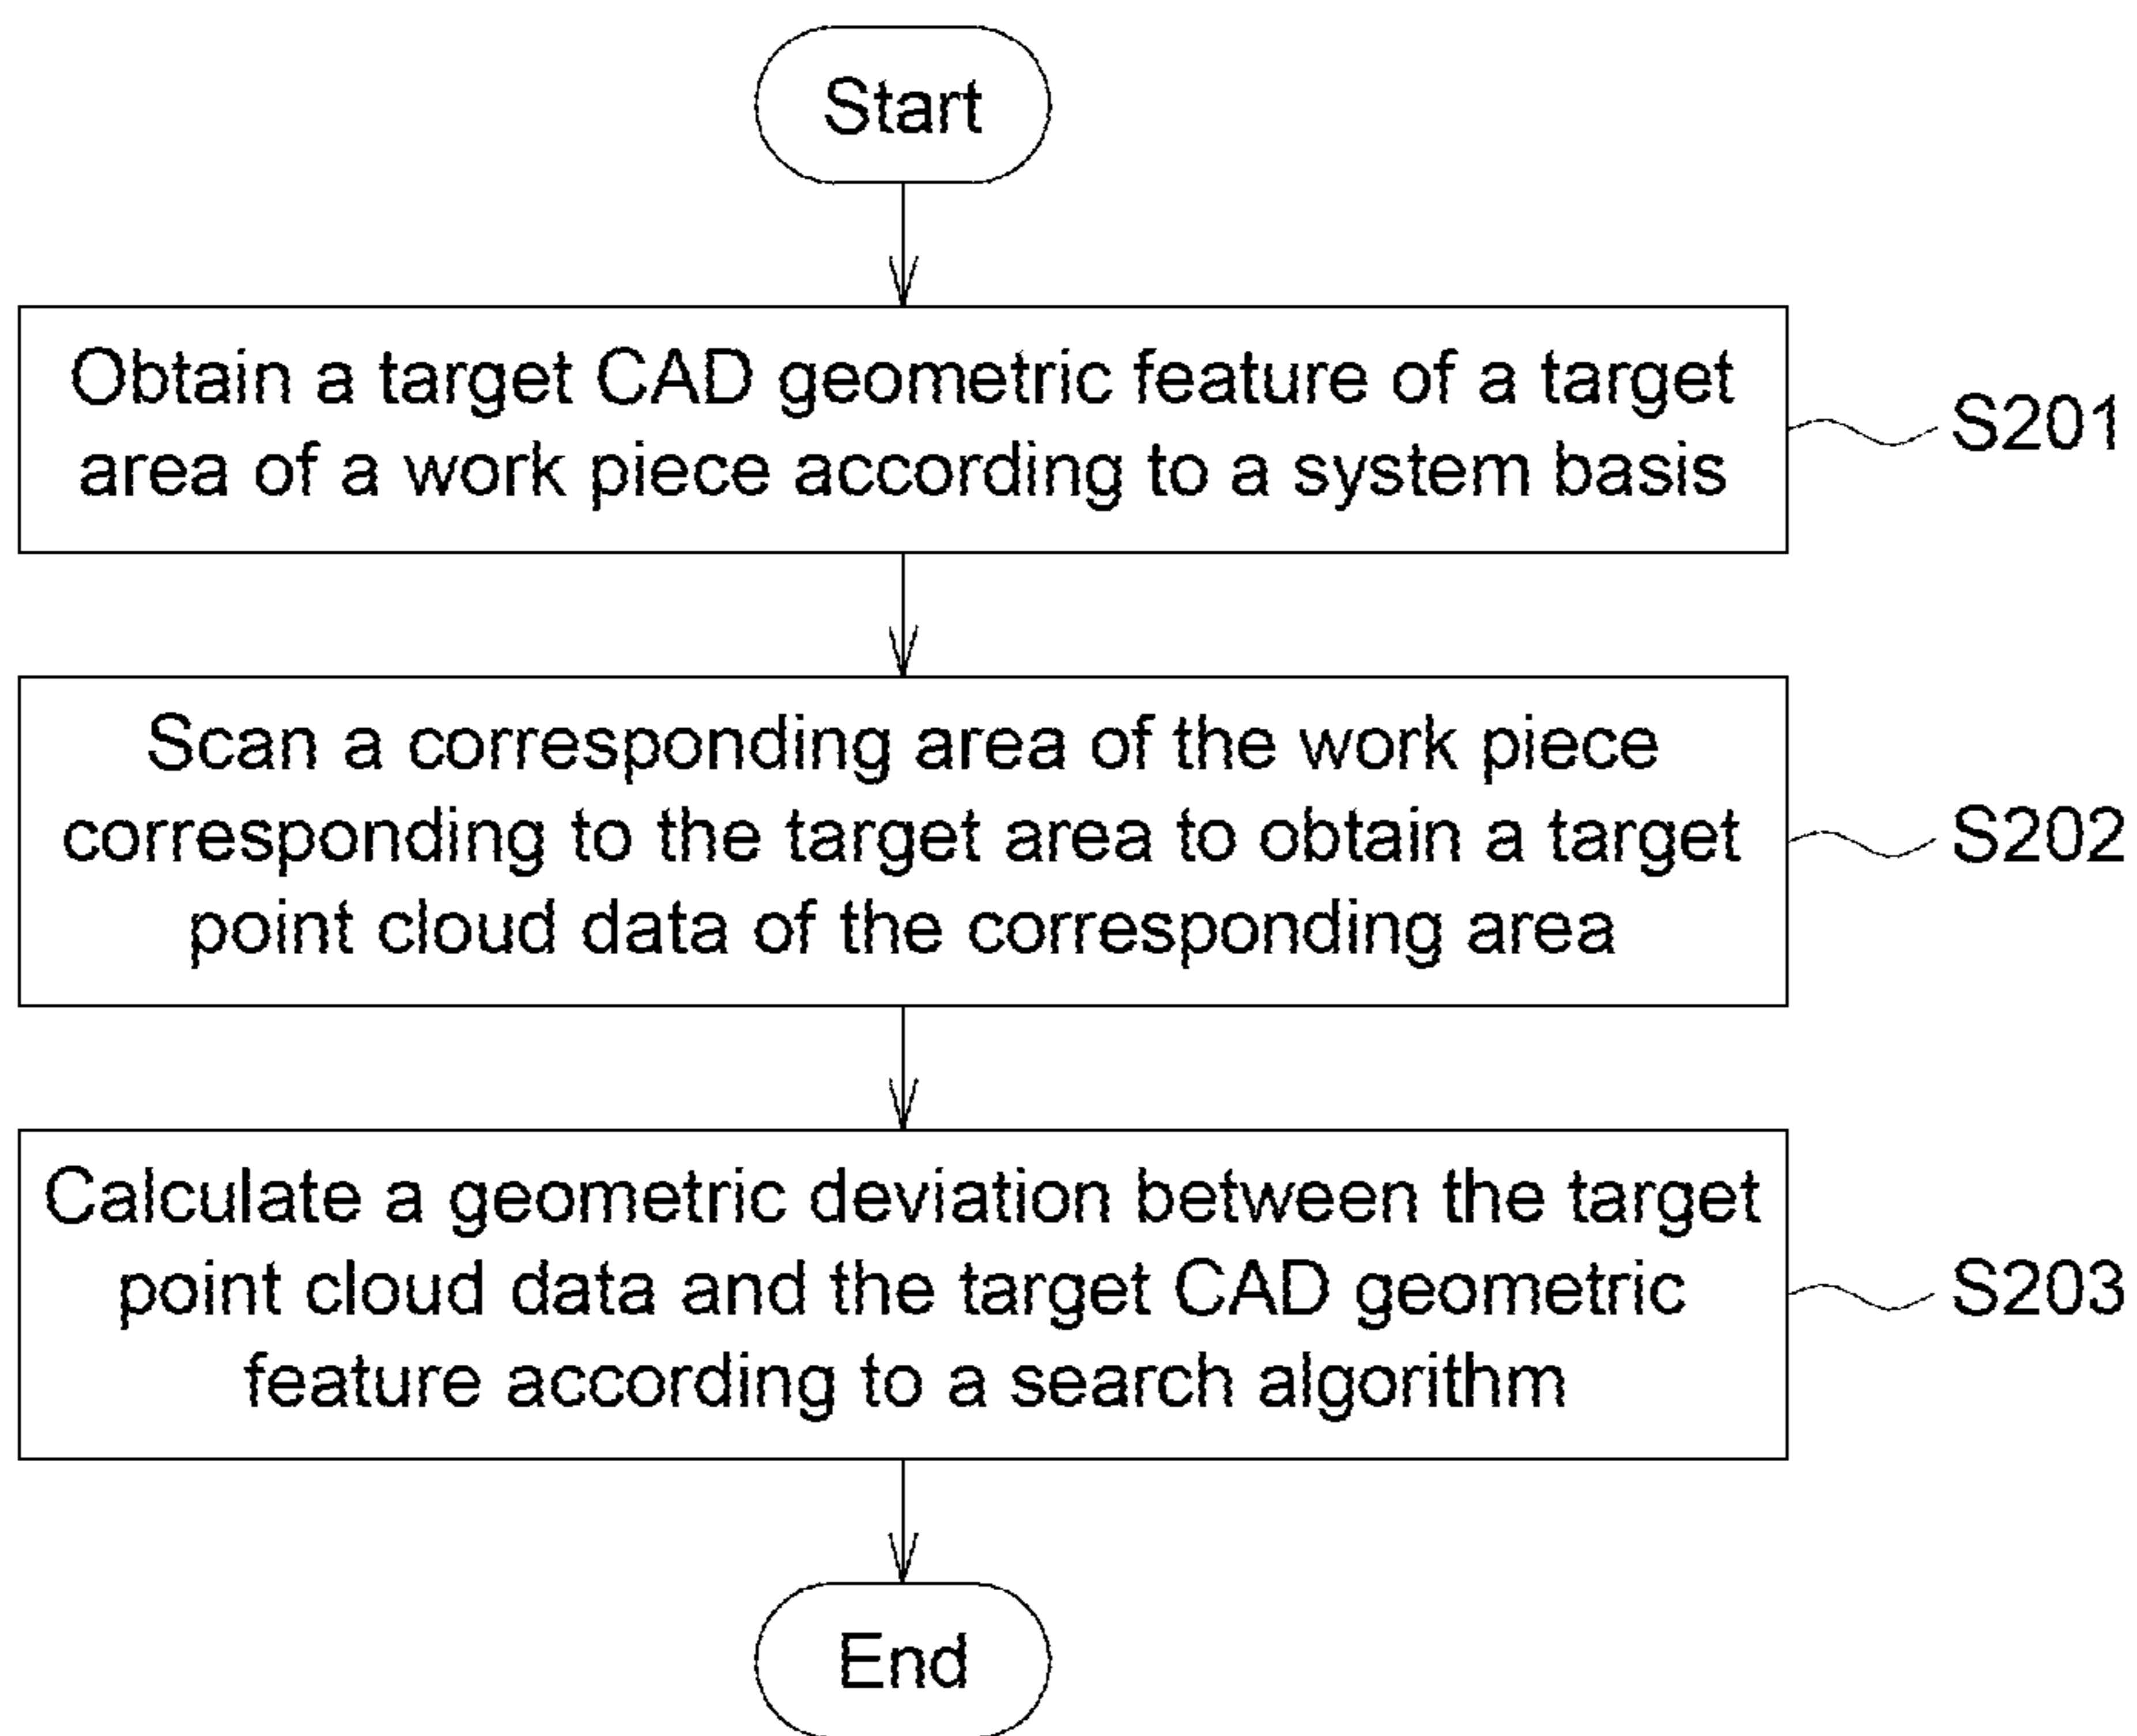 Start
Obtain a target CAD geometric feature of a target
area of a work piece according to a system basis
S201
Scan a corresponding area of the work piece
corresponding to the target area to obtain a target
point cloud data of the corresponding area
S202
Calculate a geometric deviation between the target
point cloud data and the target CAD geometric
feature according to a search algorithm
S203
End